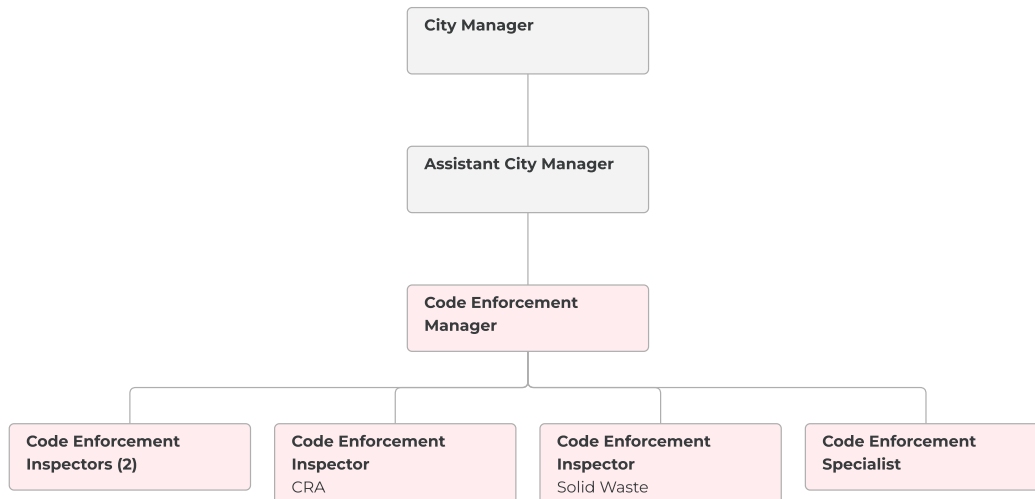 City Manager
Assistant City Manager
Code Enforcement
Manager
Code Enforcement
Inspectors (2)
Code Enforcement
Inspector
CRA
Code Enforcement
Inspector
Solid Waste
Code Enforcement
Specialist